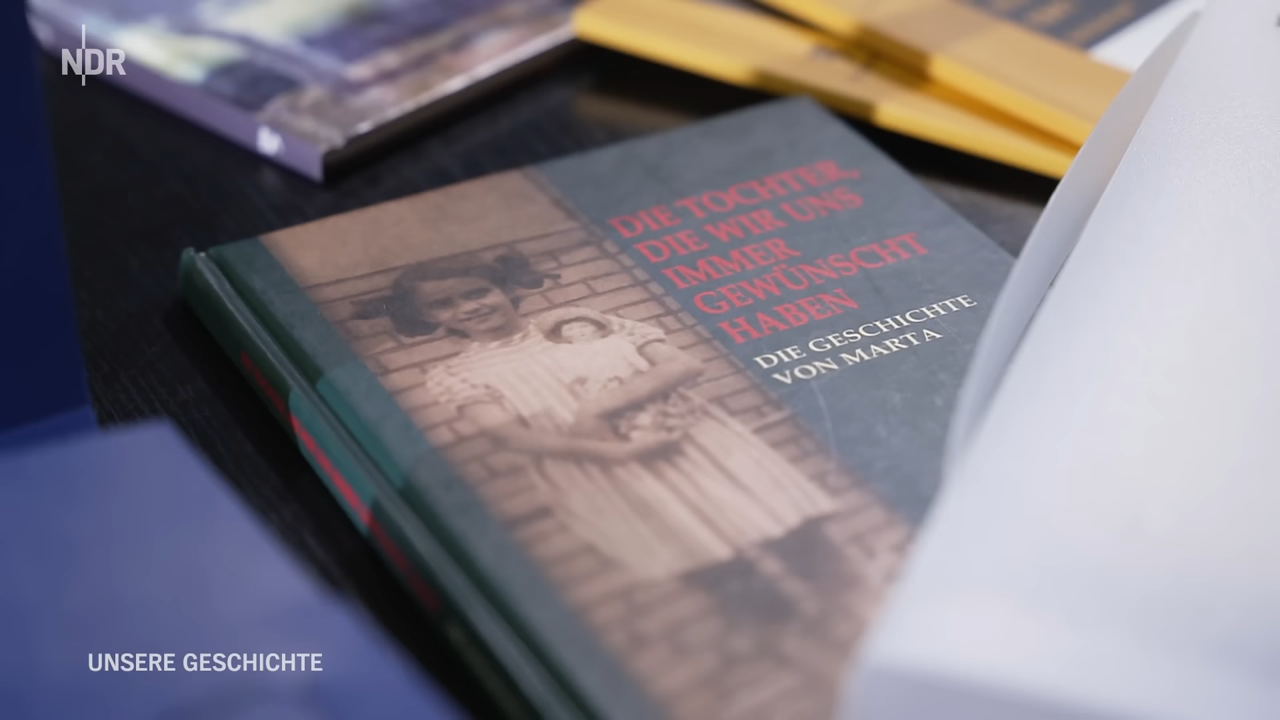 NDR
DIE TOCHTER,
DIE WIR UNS
IMMER
GEWÜNSCHT
HABEN
DIE GESCHICHTE
VON MARTA
UNSERE GESCHICHTE